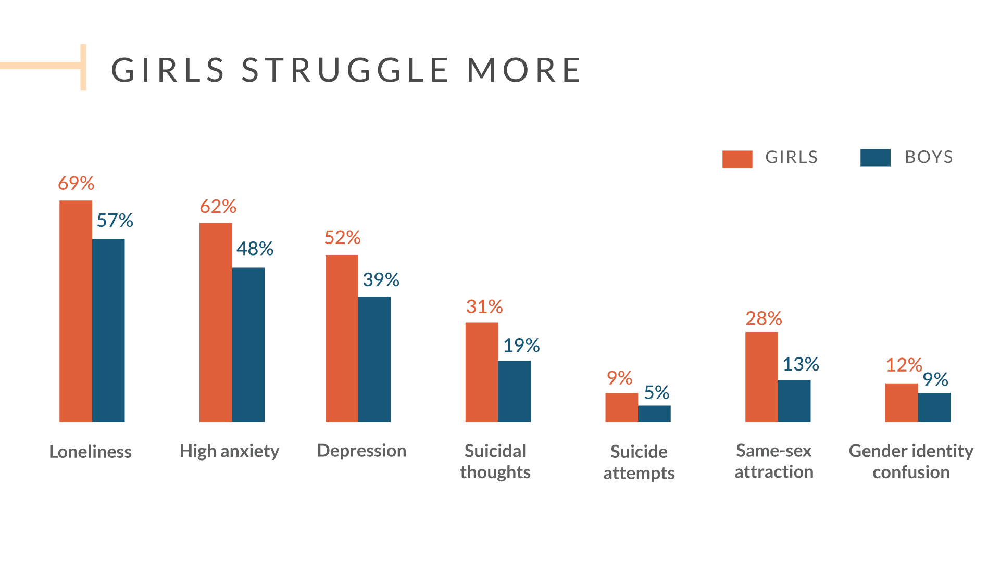 GIRLS STRUGGLE MORE
GIRLS
BOYS
69%
57%
62%
48%
52%
39%
31%
19%
9%
5%
28%
13%
12%
9%
Loneliness
High anxiety
Depression
Suicidal
thoughts
Suicide
attempts
Same-sex
attraction
Gender identity
confusion